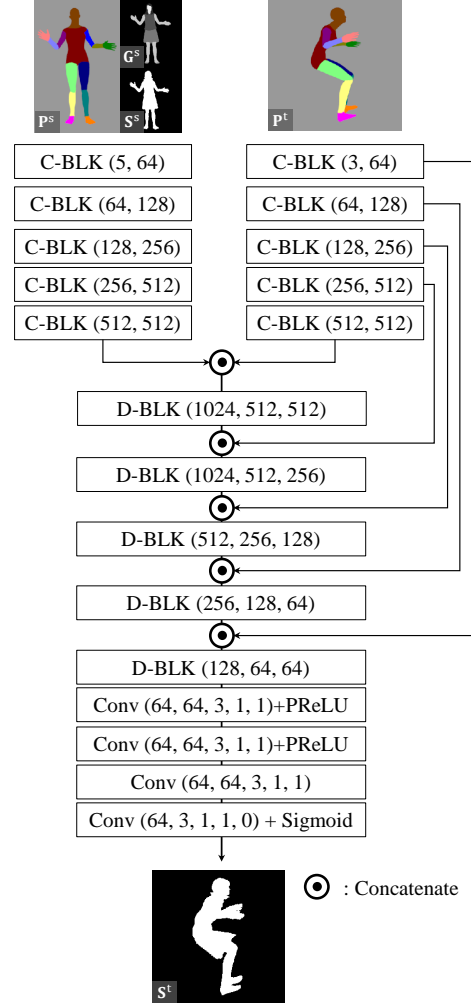 Pˢ
Gˢ
Sˢ
Pᵗ
C-BLK (5, 64)
C-BLK (64, 128)
C-BLK (128, 256)
C-BLK (256, 512)
C-BLK (512, 512)
C-BLK (3, 64)
C-BLK (64, 128)
C-BLK (128, 256)
C-BLK (256, 512)
C-BLK (512, 512)
D-BLK (1024, 512, 512)
D-BLK (1024, 512, 256)
D-BLK (512, 256, 128)
D-BLK (256, 128, 64)
D-BLK (128, 64, 64)
Conv (64, 64, 3, 1, 1)+PReLU
Conv (64, 64, 3, 1, 1)+PReLU
Conv (64, 64, 3, 1, 1)
Conv (64, 3, 1, 1, 0) + Sigmoid
: Concatenate
Sᵗ